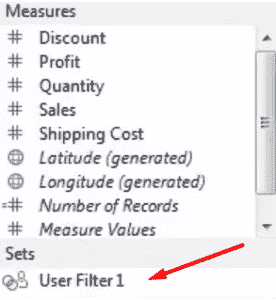 Measures
# Discount
# Profit
# Quantity
# Sales
# Shipping Cost
Latitude (generated)
Longitude (generated)
=# Number of Records
# Measure Values
Sets
User Filter 1